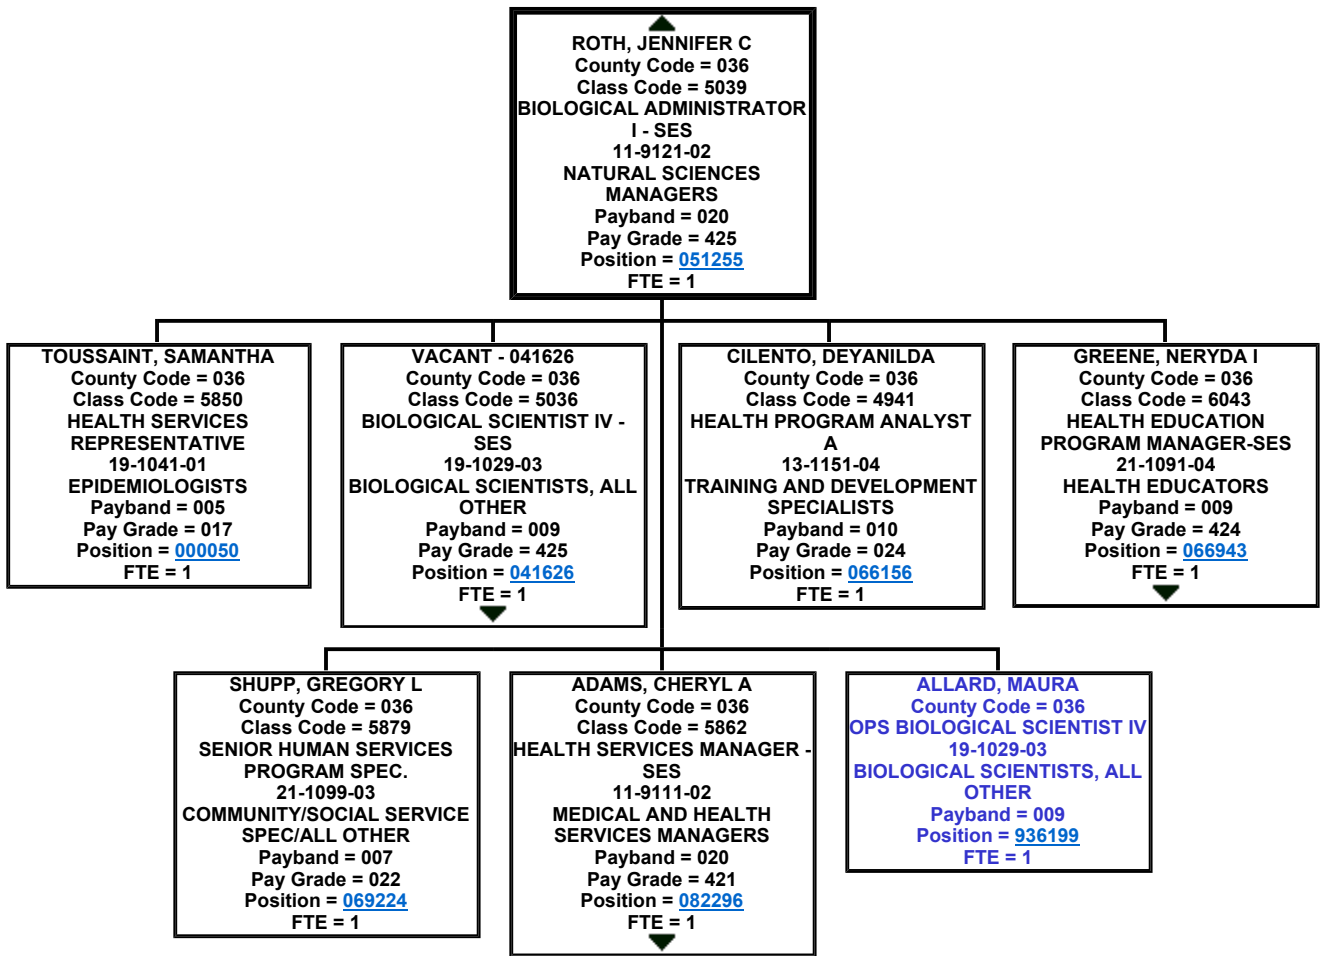 ROTH, JENNIFER C
County Code = 036
Class Code = 5039
BIOLOGICAL ADMINISTRATOR
I - SES
11-9121-02
NATURAL SCIENCES
MANAGERS
Payband = 020
Pay Grade = 425
Position = 051255
FTE = 1
TOUSSAINT, SAMANTHA
County Code = 036
Class Code = 5850
HEALTH SERVICES
REPRESENTATIVE
19-1041-01
EPIDEMIOLOGISTS
Payband = 005
Pay Grade = 017
Position = 000050
FTE = 1
VACANT - 041626
County Code = 036
Class Code = 5036
BIOLOGICAL SCIENTIST IV -
SES
19-1029-03
BIOLOGICAL SCIENTISTS, ALL
OTHER
Payband = 009
Pay Grade = 425
Position = 041626
FTE = 1
CILENTO, DEYANILDA
County Code = 036
Class Code = 4941
HEALTH PROGRAM ANALYST
A
13-1151-04
TRAINING AND DEVELOPMENT
SPECIALISTS
Payband = 010
Pay Grade = 024
Position = 066156
FTE = 1
GREENE, NERYDA I
County Code = 036
Class Code = 6043
HEALTH EDUCATION
PROGRAM MANAGER-SES
21-1091-04
HEALTH EDUCATORS
Payband = 009
Pay Grade = 424
Position = 066943
FTE = 1
SHUPP, GREGORY L
County Code = 036
Class Code = 5879
SENIOR HUMAN SERVICES
PROGRAM SPEC.
21-1099-03
COMMUNITY/SOCIAL SERVICE
SPEC/ALL OTHER
Payband = 007
Pay Grade = 022
Position = 069224
FTE = 1
ADAMS, CHERYL A
County Code = 036
Class Code = 5862
HEALTH SERVICES MANAGER -
SES
11-9111-02
MEDICAL AND HEALTH
SERVICES MANAGERS
Payband = 020
Pay Grade = 421
Position = 082296
FTE = 1
ALLARD, MAURA
County Code = 036
OPS BIOLOGICAL SCIENTIST IV
19-1029-03
BIOLOGICAL SCIENTISTS, ALL
OTHER
Payband = 009
Position = 936199
FTE = 1